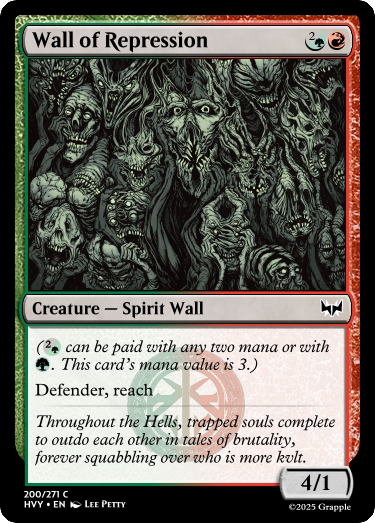 Wall of Repression
2
Creature — Spirit Wall
(2 can be paid with any two mana or with
. This card's mana value is 3.)
Defender, reach
Throughout the Hells, trapped souls complete
to outdo each other in tales of brutality,
forever squabbling over who is more kvlt.
4/1
200/271 C
HVY • EN Lee Petty
©2025 Grapple